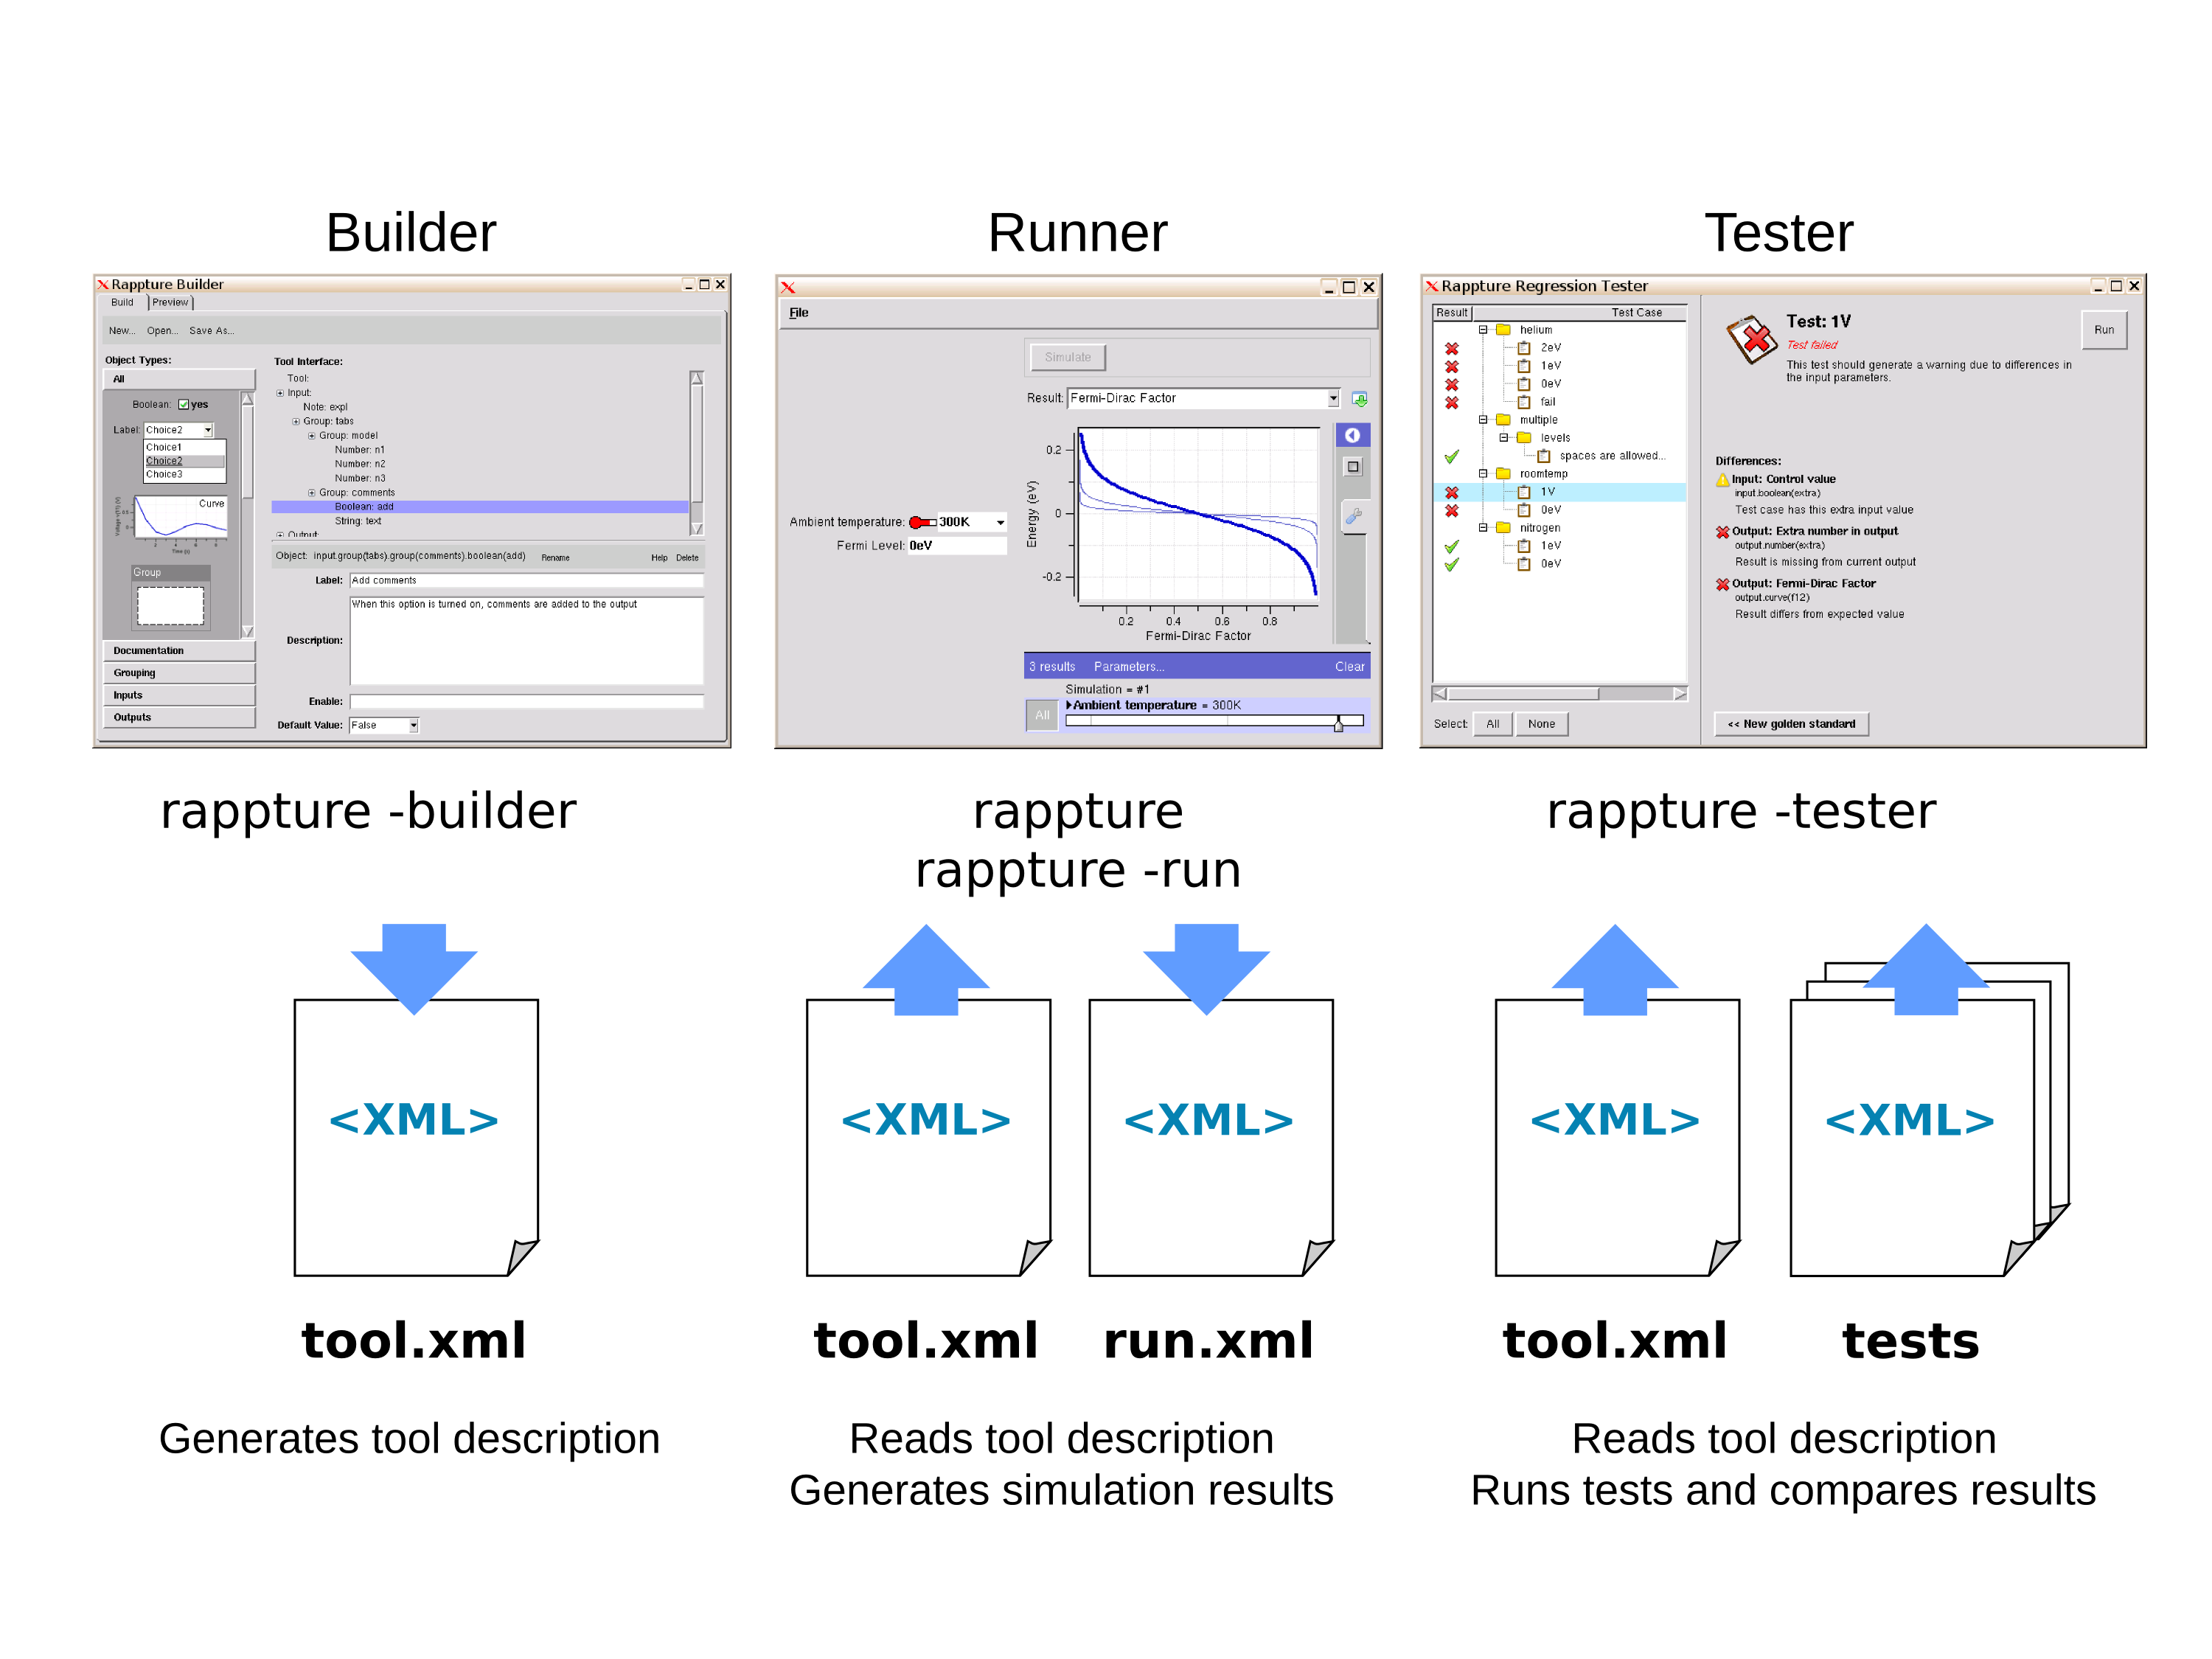 Builder
Runner
Tester
Rappture Builder
Build
Preview
New... Open... Save As...
Object Types:
All
Boolean: yes
Label: Choice2
Choice1
Choice2
Choice3
Curve
Group
Documentation
Grouping
Inputs
Outputs
Tool Interface:
Tool:
Input:
Note: expl
Group: tabs
Group: model
Number: n1
Number: n2
Number: n3
Group: comments
Boolean: add
String: text
Output:
Object: input.group(tabs).group(comments).boolean(add) Rename Help Delete
Label: Add comments
When this option is turned on, comments are added to the output
Description:
Enable:
Default Value: False
File
Simulate
Result: Fermi-Dirac Factor
Ambient temperature: 300K
Fermi Level: 0eV
Energy (eV)
0.2
0
-0.2
0.2 0.4 0.6 0.8
Fermi-Dirac Factor
3 results Parameters... Clear
Simulation = #1
All
Ambient temperature = 300K
Rappture Regression Tester
Result Test Case
helium
2eV
1eV
0eV
fail
multiple
levels
spaces are allowed...
roomtemp
1V
0eV
nitrogen
1eV
0eV
Select: All None
Test: 1V
Test failed
This test should generate a warning due to differences in
the input parameters.
Run
Differences:
Input: Control value
input.boolean(extra)
Test case has this extra input value
Output: Extra number in output
output.number(extra)
Result is missing from current output
Output: Fermi-Dirac Factor
output.curve(f12)
Result differs from expected value
<< New golden standard
rappture -builder
rappture
rappture -run
rappture -tester
<XML>
<XML>
<XML>
<XML>
<XML>
tool.xml
tool.xml
run.xml
tool.xml
tests
Generates tool description
Reads tool description
Generates simulation results
Reads tool description
Runs tests and compares results